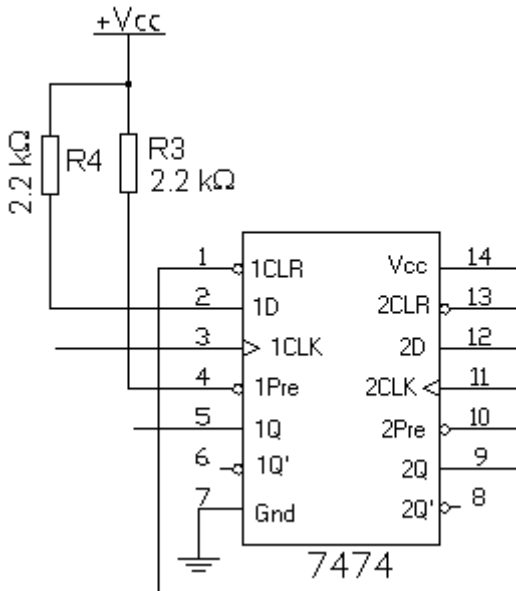 +Vcc
2.2 kΩ
R4
R3
2.2 kΩ
1 1CLR Vcc 14
2 1D 2CLR 13
3 1CLK 2D 12
4 1Pre 2CLK 11
5 1Q 2Pre 10
6 1Q' 2Q 9
7 Gnd 2Q' 8
7474